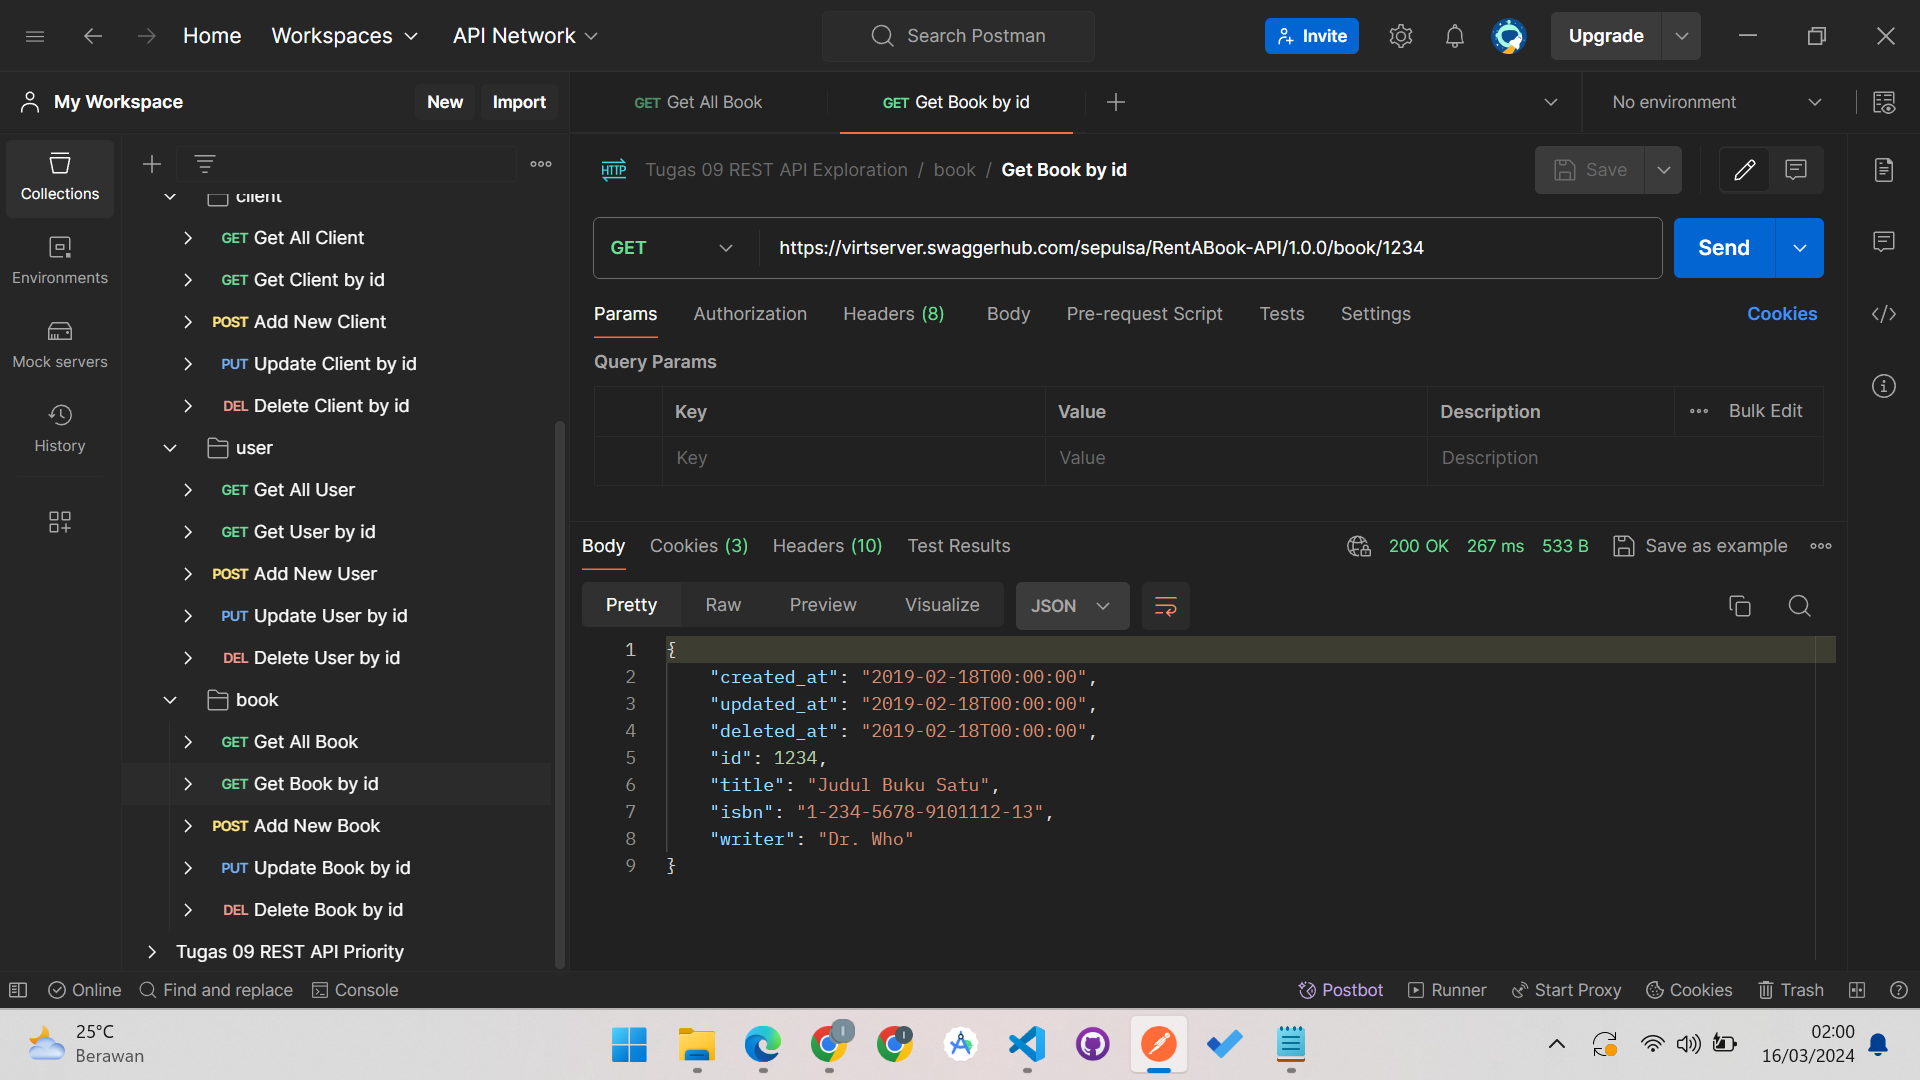 Home Workspaces API Network Search Postman Invite Upgrade
My Workspace New Import GET Get All Book GET Get Book by id No environment
Collections
Environments
Mock servers
History
client
GET Get All Client
GET Get Client by id
POST Add New Client
PUT Update Client by id
DEL Delete Client by id
user
GET Get All User
GET Get User by id
POST Add New User
PUT Update User by id
DEL Delete User by id
book
GET Get All Book
GET Get Book by id
POST Add New Book
PUT Update Book by id
DEL Delete Book by id
Tugas 09 REST API Priority
HTTP Tugas 09 REST API Exploration / book / Get Book by id Save
GET https://virtserver.swaggerhub.com/sepulsa/RentABook-API/1.0.0/book/1234 Send
Params Authorization Headers (8) Body Pre-request Script Tests Settings Cookies
Query Params
Key Value Description Bulk Edit
Key Value Description
Body Cookies (3) Headers (10) Test Results 200 OK 267 ms 533 B Save as example
Pretty Raw Preview Visualize JSON
1 {
2 "created_at": "2019-02-18T00:00:00",
3 "updated_at": "2019-02-18T00:00:00",
4 "deleted_at": "2019-02-18T00:00:00",
5 "id": 1234,
6 "title": "Judul Buku Satu",
7 "isbn": "1-234-5678-9101112-13",
8 "writer": "Dr. Who"
9 }
Online Find and replace Console Postbot Runner Start Proxy Cookies Trash
25°C
Berawan
02:00
16/03/2024